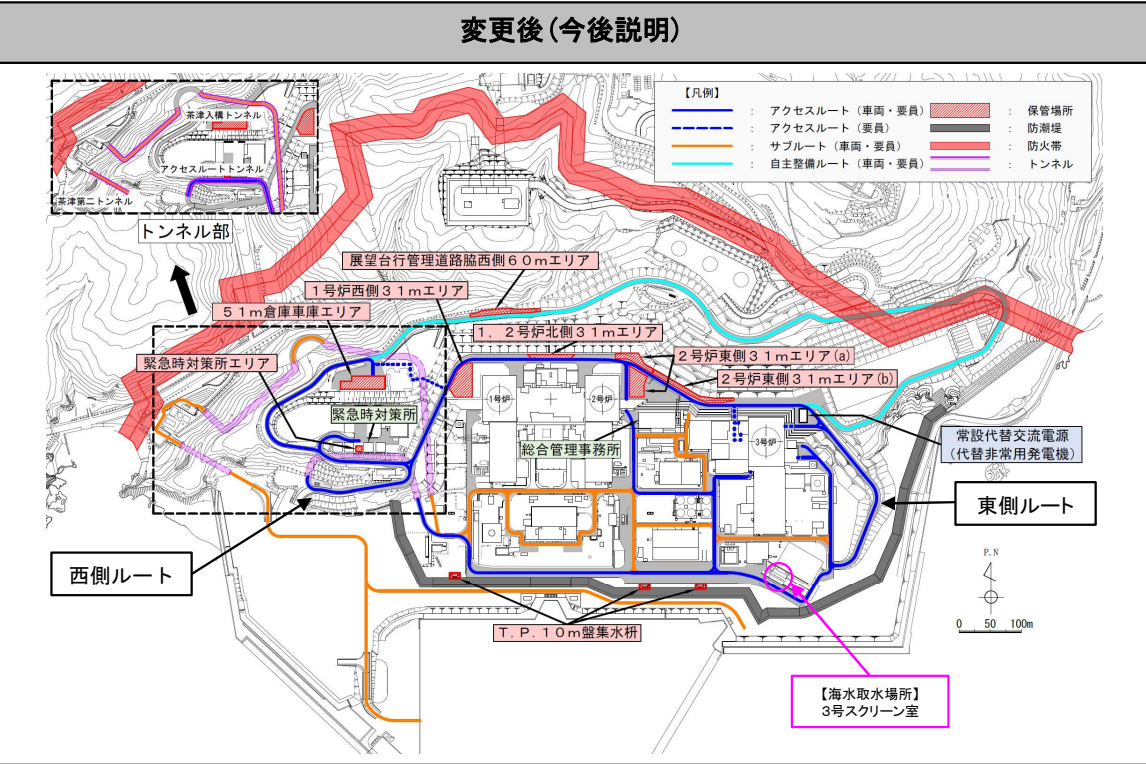 変更後(今後説明)
茶津入構トンネル
アクセスルートトンネル
茶津第二トンネル
トンネル部
【凡例】
： アクセスルート（車両・要員）
： アクセスルート（要員）
： サブルート（車両・要員）
： 自主整備ルート（車両・要員）
： 保管場所
： 防潮堤
： 防火帯
： トンネル
展望台行管理道路脇西側６０ｍエリア
１号炉西側３１ｍエリア
５１ｍ倉庫車庫エリア
１．２号炉北側３１ｍエリア
緊急時対策所エリア
２号炉東側３１ｍエリア(a)
２号炉東側３１ｍエリア(b)
1号炉
2号炉
緊急時対策所
総合管理事務所
3号炉
常設代替交流電源
（代替非常用発電機）
東側ルート
西側ルート
P.N
0 50 100m
Ｔ．Ｐ．１０ｍ盤集水枡
【海水取水場所】
3号スクリーン室